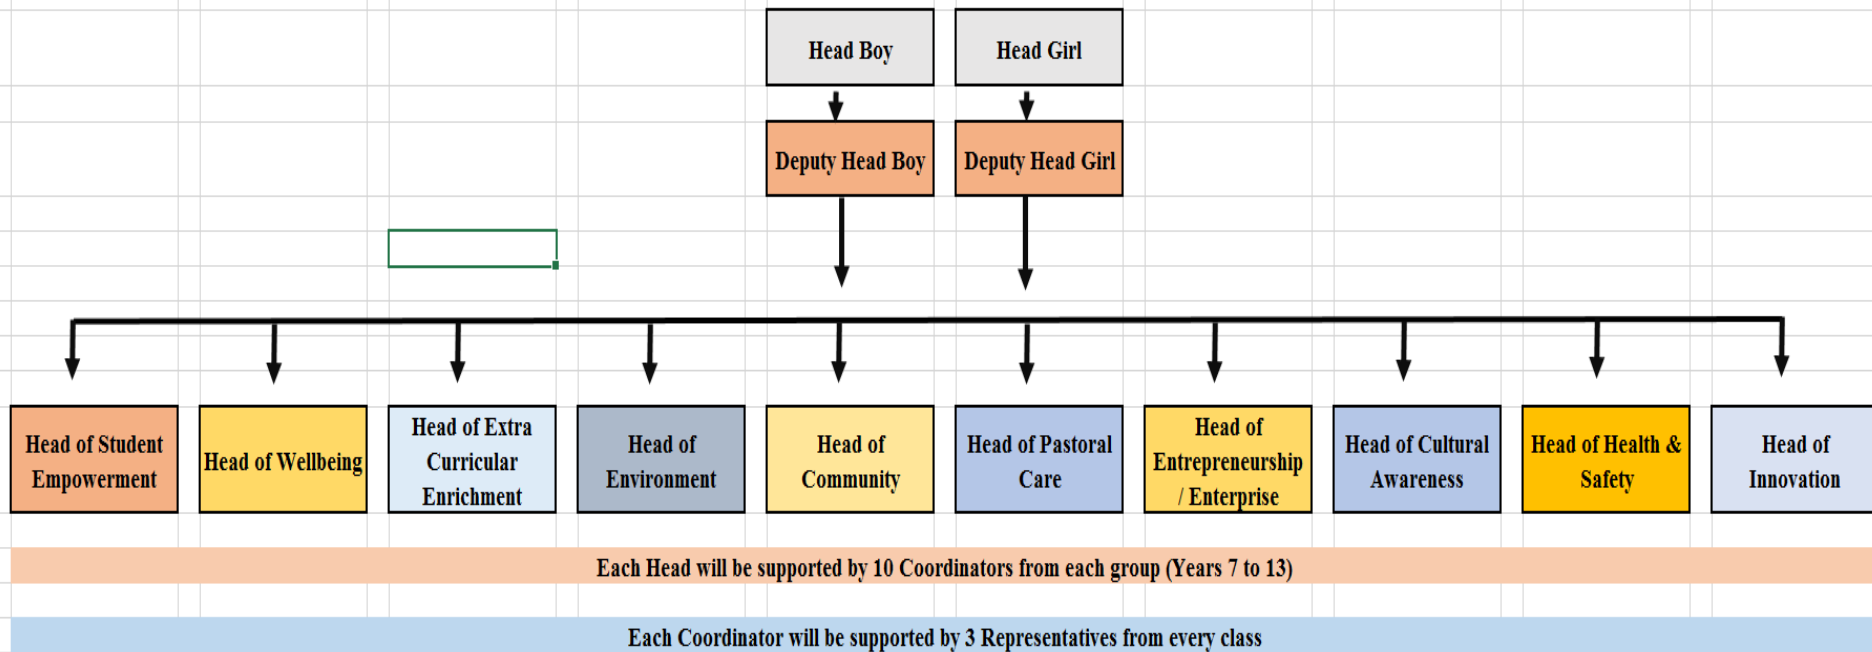 Head Boy
Head Girl
Deputy Head Boy
Deputy Head Girl
Head of Student
Empowerment
Head of Wellbeing
Head of Extra
Curricular
Enrichment
Head of
Environment
Head of
Community
Head of Pastoral
Care
Head of
Entrepreneurship
/ Enterprise
Head of Cultural
Awareness
Head of Health &
Safety
Head of
Innovation
Each Head will be supported by 10 Coordinators from each group (Years 7 to 13)
Each Coordinator will be supported by 3 Representatives from every class